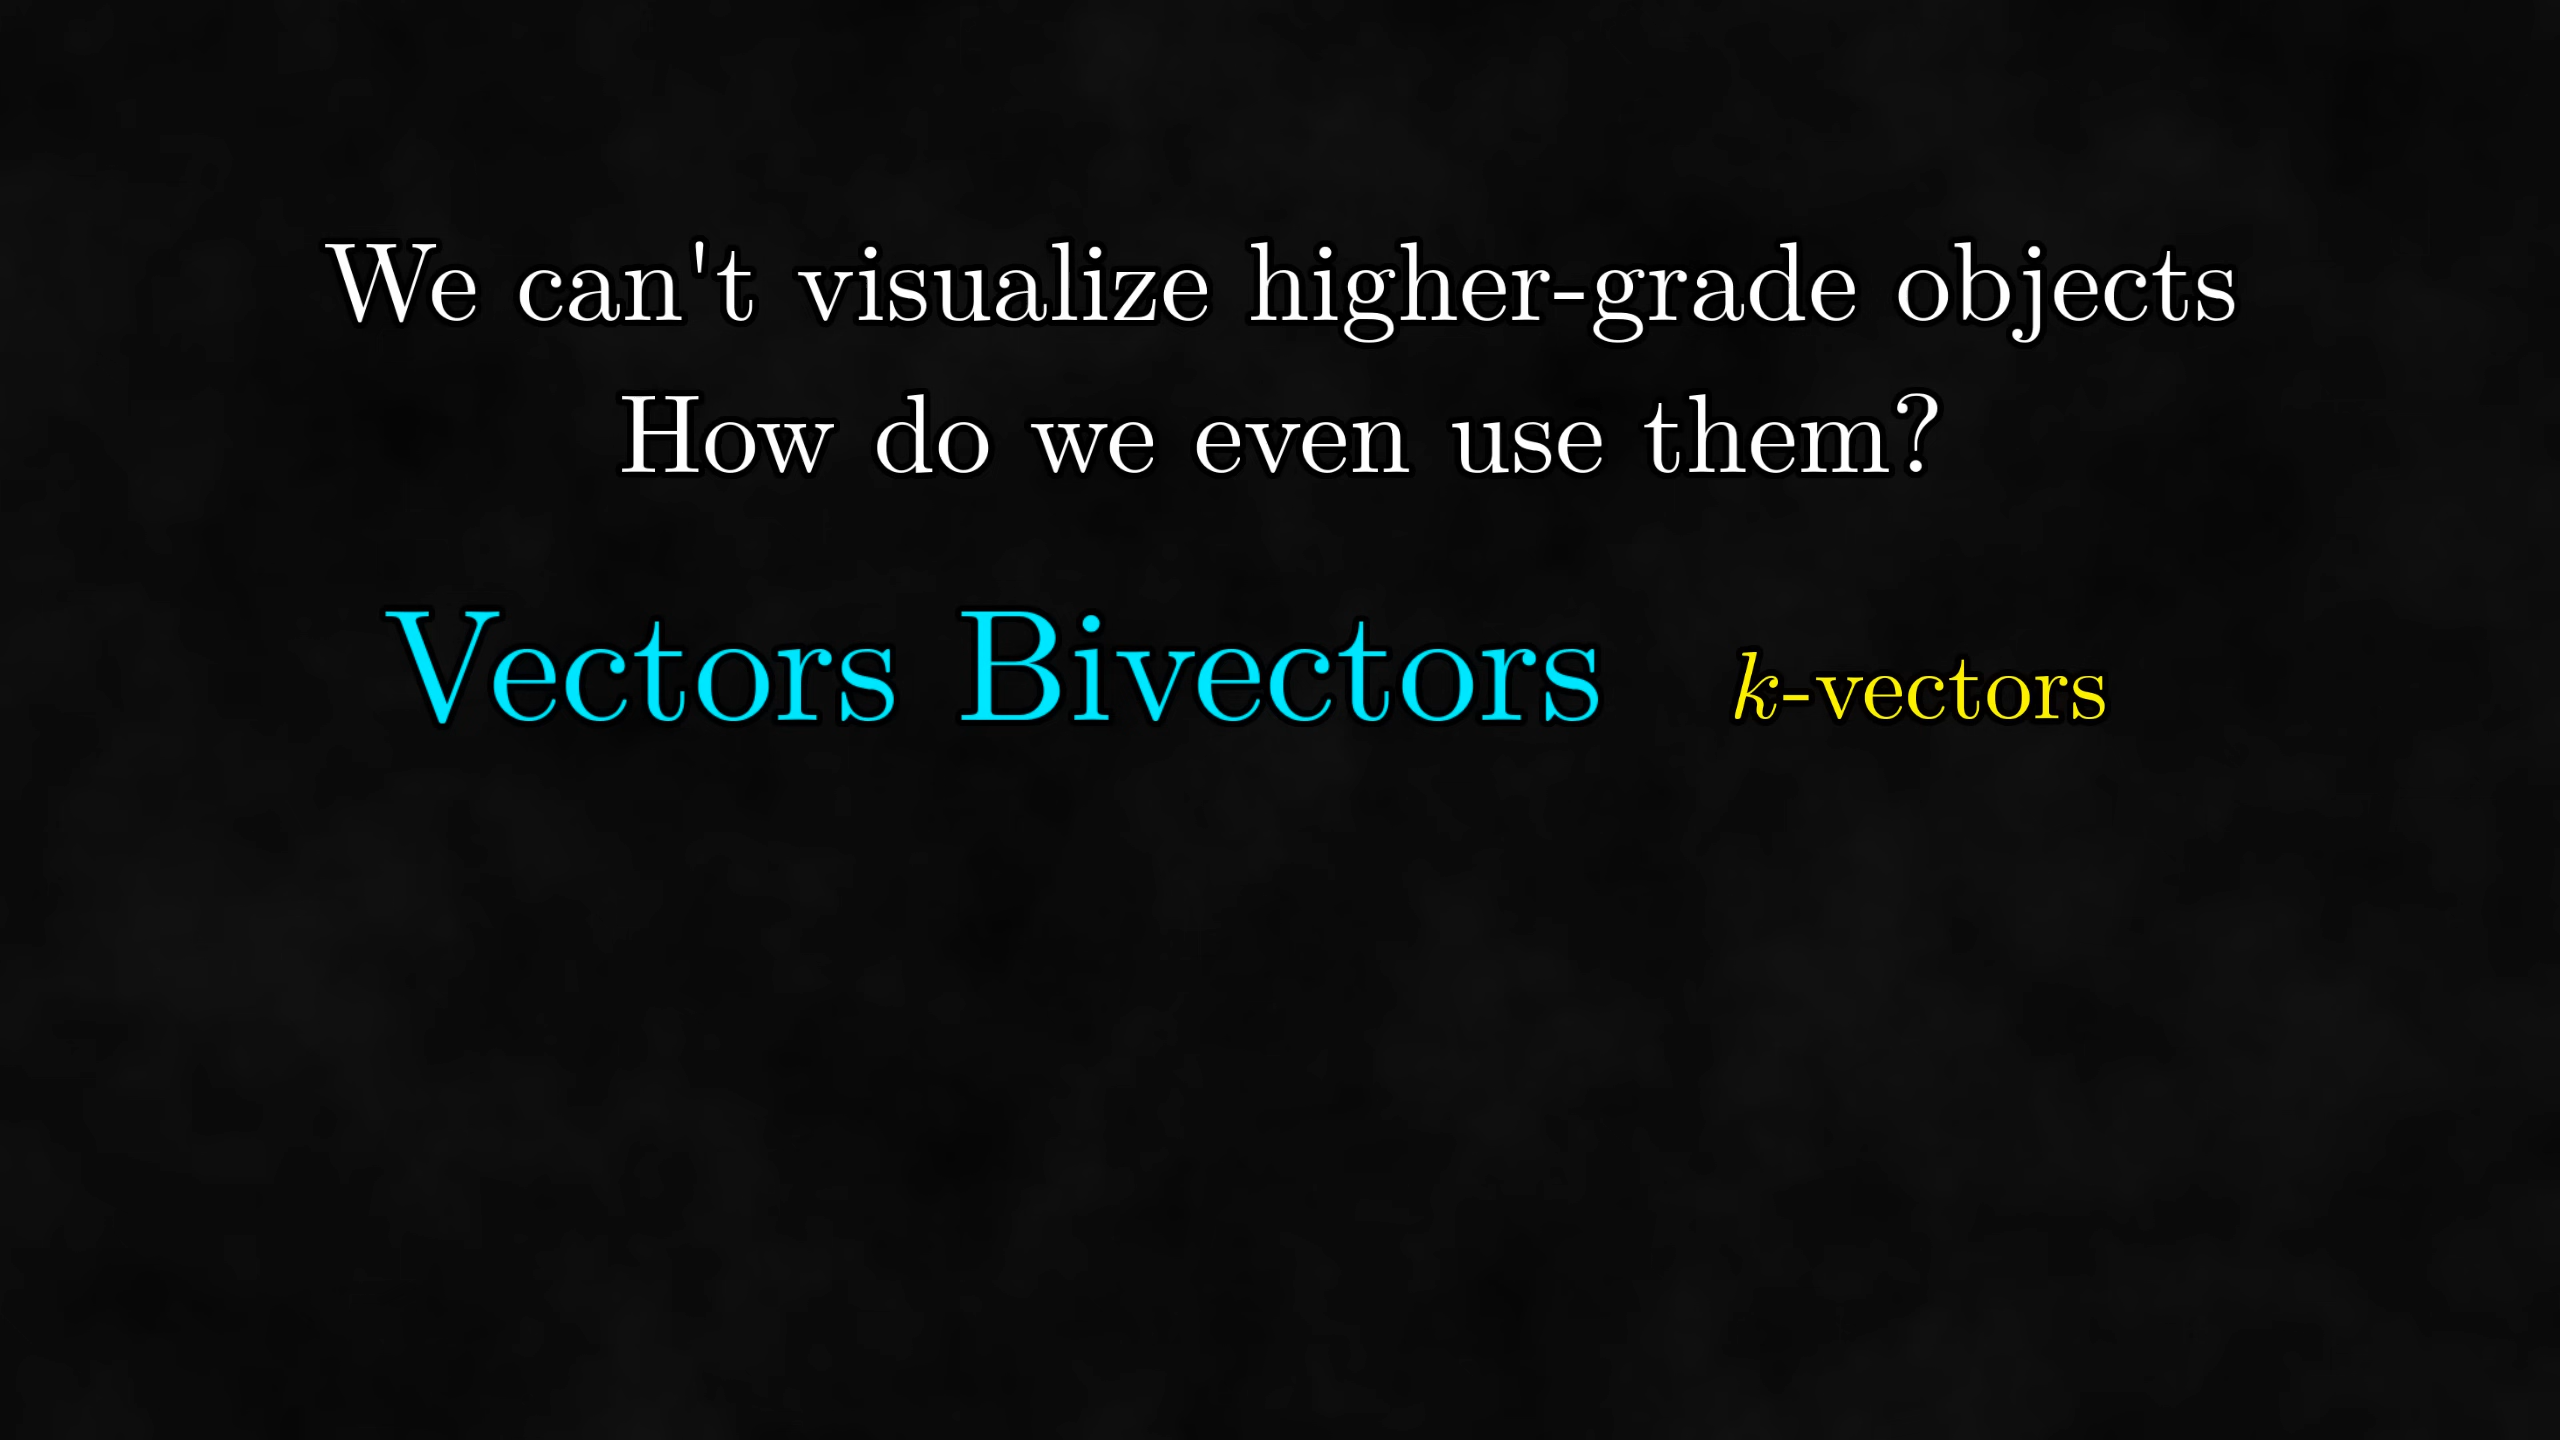 We can't visualize higher-grade objects
How do we even use them?
Vectors Bivectors k-vectors